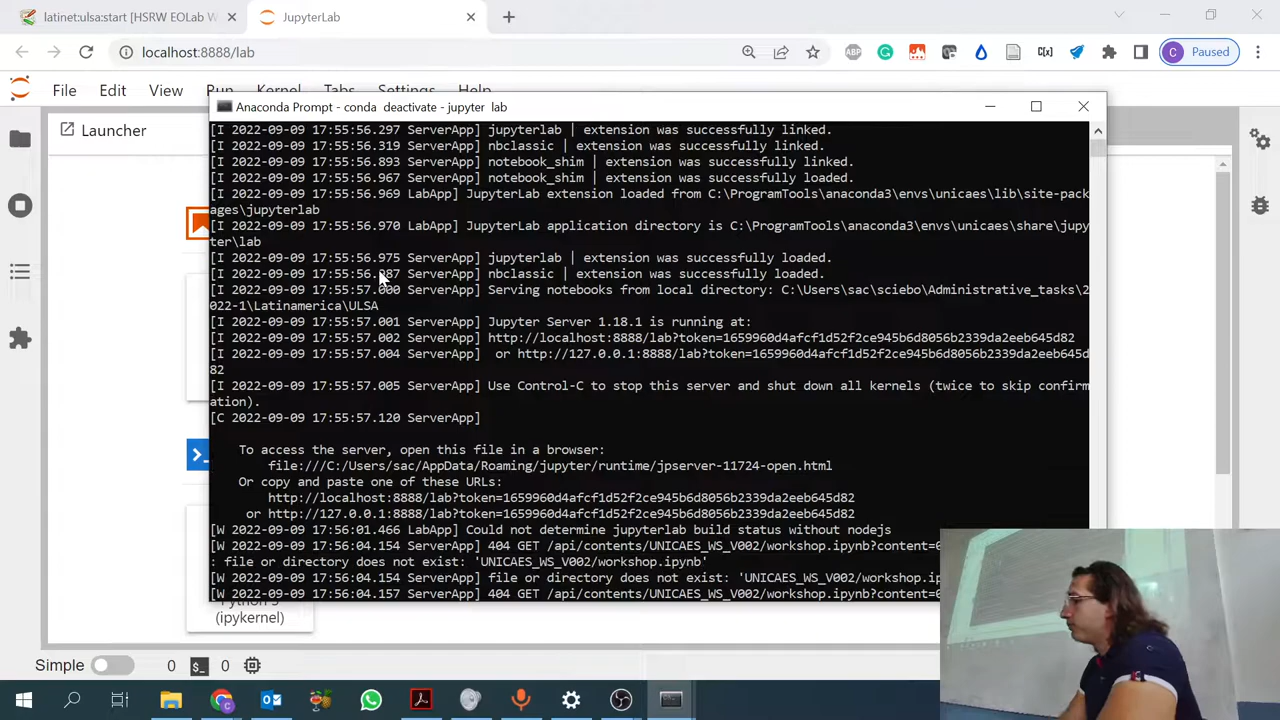 latinet:ulsa:start [HSRW EOLab W
JupyterLab
localhost:8888/lab
ABP
C[x]
C
Paused
File Edit View Run Kernel Tabs Settings Help
Launcher
Anaconda Prompt - conda deactivate - jupyter lab
[I 2022-09-09 17:55:56.297 ServerApp] jupyterlab | extension was successfully linked.
[I 2022-09-09 17:55:56.319 ServerApp] nbclassic | extension was successfully linked.
[I 2022-09-09 17:55:56.893 ServerApp] notebook_shim | extension was successfully linked.
[I 2022-09-09 17:55:56.967 ServerApp] notebook_shim | extension was successfully loaded.
[I 2022-09-09 17:55:56.969 LabApp] JupyterLab extension loaded from C:\ProgramTools\anaconda3\envs\unicaes\lib\site-pack
ages\jupyterlab
[I 2022-09-09 17:55:56.970 LabApp] JupyterLab application directory is C:\ProgramTools\anaconda3\envs\unicaes\share\jupy
ter\lab
[I 2022-09-09 17:55:56.975 ServerApp] jupyterlab | extension was successfully loaded.
[I 2022-09-09 17:55:56.987 ServerApp] nbclassic | extension was successfully loaded.
[I 2022-09-09 17:55:57.000 ServerApp] Serving notebooks from local directory: C:\Users\sac\sciebo\Administrative_tasks\2
022-1\Latinamerica\ULSA
[I 2022-09-09 17:55:57.001 ServerApp] Jupyter Server 1.18.1 is running at:
[I 2022-09-09 17:55:57.002 ServerApp] http://localhost:8888/lab?token=1659960d4afcf1d52f2ce945b6d8056b2339da2eeb645d82
[I 2022-09-09 17:55:57.004 ServerApp]  or http://127.0.0.1:8888/lab?token=1659960d4afcf1d52f2ce945b6d8056b2339da2eeb645d
82
[I 2022-09-09 17:55:57.005 ServerApp] Use Control-C to stop this server and shut down all kernels (twice to skip confirm
ation).
[C 2022-09-09 17:55:57.120 ServerApp]
To access the server, open this file in a browser:
file:///C:/Users/sac/AppData/Roaming/jupyter/runtime/jpserver-11724-open.html
Or copy and paste one of these URLs:
http://localhost:8888/lab?token=1659960d4afcf1d52f2ce945b6d8056b2339da2eeb645d82
or http://127.0.0.1:8888/lab?token=1659960d4afcf1d52f2ce945b6d8056b2339da2eeb645d82
[W 2022-09-09 17:56:01.466 LabApp] Could not determine jupyterlab build status without nodejs
[W 2022-09-09 17:56:04.154 ServerApp] 404 GET /api/contents/UNICAES_WS_V002/workshop.ipynb?content=
: file or directory does not exist: 'UNICAES_WS_V002/workshop.ipynb'
[W 2022-09-09 17:56:04.154 ServerApp] file or directory does not exist: 'UNICAES_WS_V002/workshop.ip
[W 2022-09-09 17:56:04.157 ServerApp] 404 GET /api/contents/UNICAES_WS_V002/workshop.ipynb?content=
Python 3
(ipykernel)
Simple 0 0